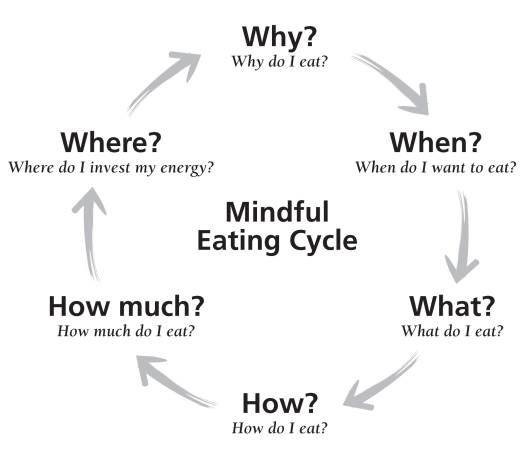 Why?
Why do I eat?
When?
When do I want to eat?
What?
What do I eat?
How?
How do I eat?
How much?
How much do I eat?
Where?
Where do I invest my energy?
Mindful
Eating Cycle